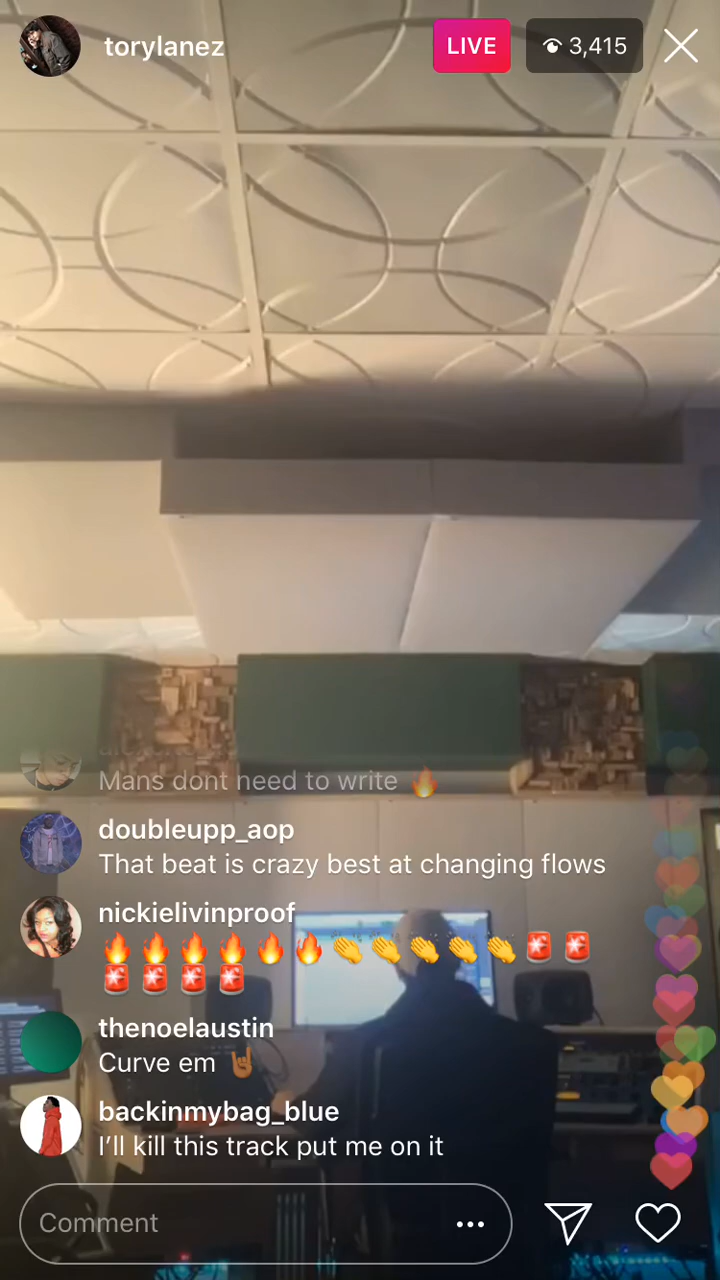 torylanez
LIVE
3,415
Mans dont need to write 🔥
doubleupp_aop
That beat is crazy best at changing flows
nickielivinproof
🔥🔥🔥🔥🔥🔥👏👏👏👏👏🚨🚨
🚨🚨🚨🚨
thenoelaustin
Curve em 🤘🏾
backinmybag_blue
I’ll kill this track put me on it
Comment